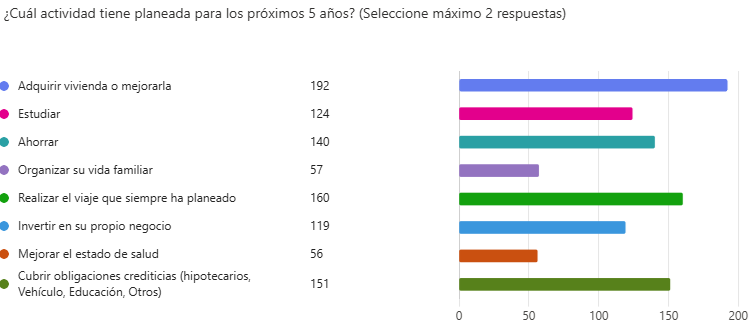 ¿Cuál actividad tiene planeada para los próximos 5 años? (Seleccione máximo 2 respuestas)
Adquirir vivienda o mejorarla 192
Estudiar 124
Ahorrar 140
Organizar su vida familiar 57
Realizar el viaje que siempre ha planeado 160
Invertir en su propio negocio 119
Mejorar el estado de salud 56
Cubrir obligaciones crediticias (hipotecarios,
Vehículo, Educación, Otros) 151
0 50 100 150 200